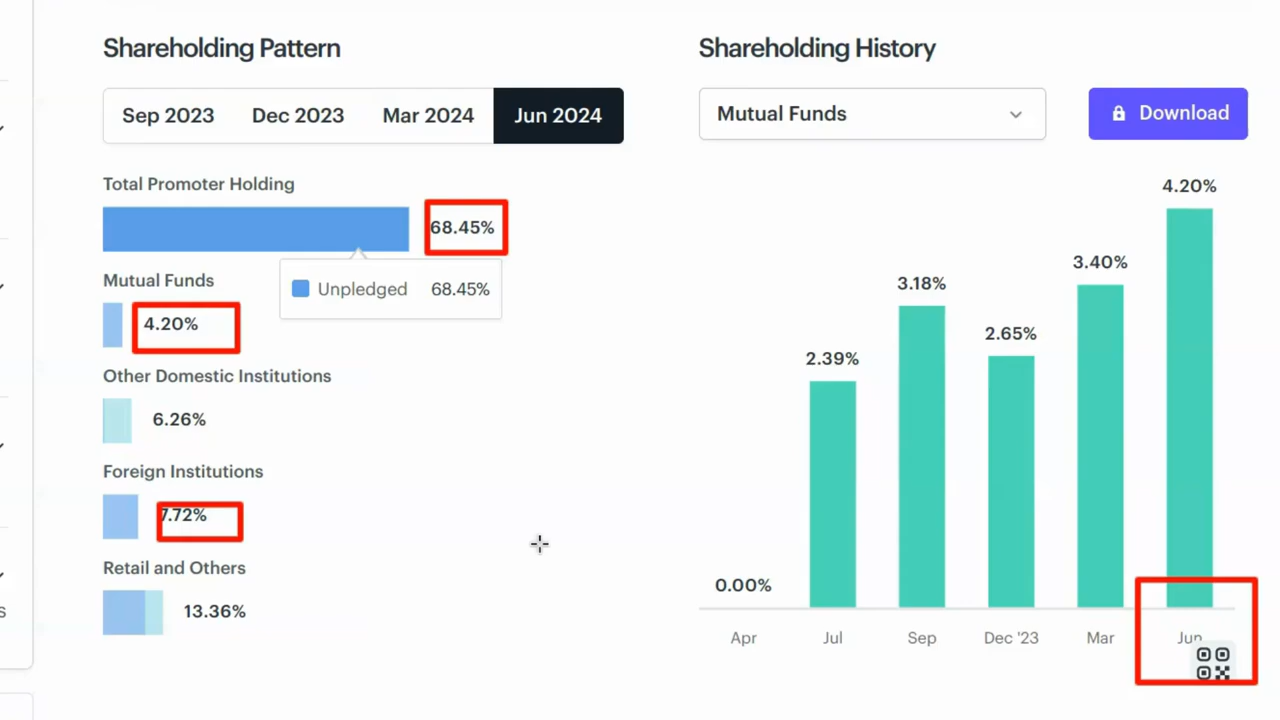 Shareholding Pattern
Sep 2023 Dec 2023 Mar 2024 Jun 2024
Total Promoter Holding
68.45%
Unpledged 68.45%
Mutual Funds
4.20%
Other Domestic Institutions
6.26%
Foreign Institutions
7.72%
Retail and Others
13.36%
Shareholding History
Mutual Funds
Download
0.00% 2.39% 3.18% 2.65% 3.40% 4.20%
Apr Jul Sep Dec '23 Mar Jun
s